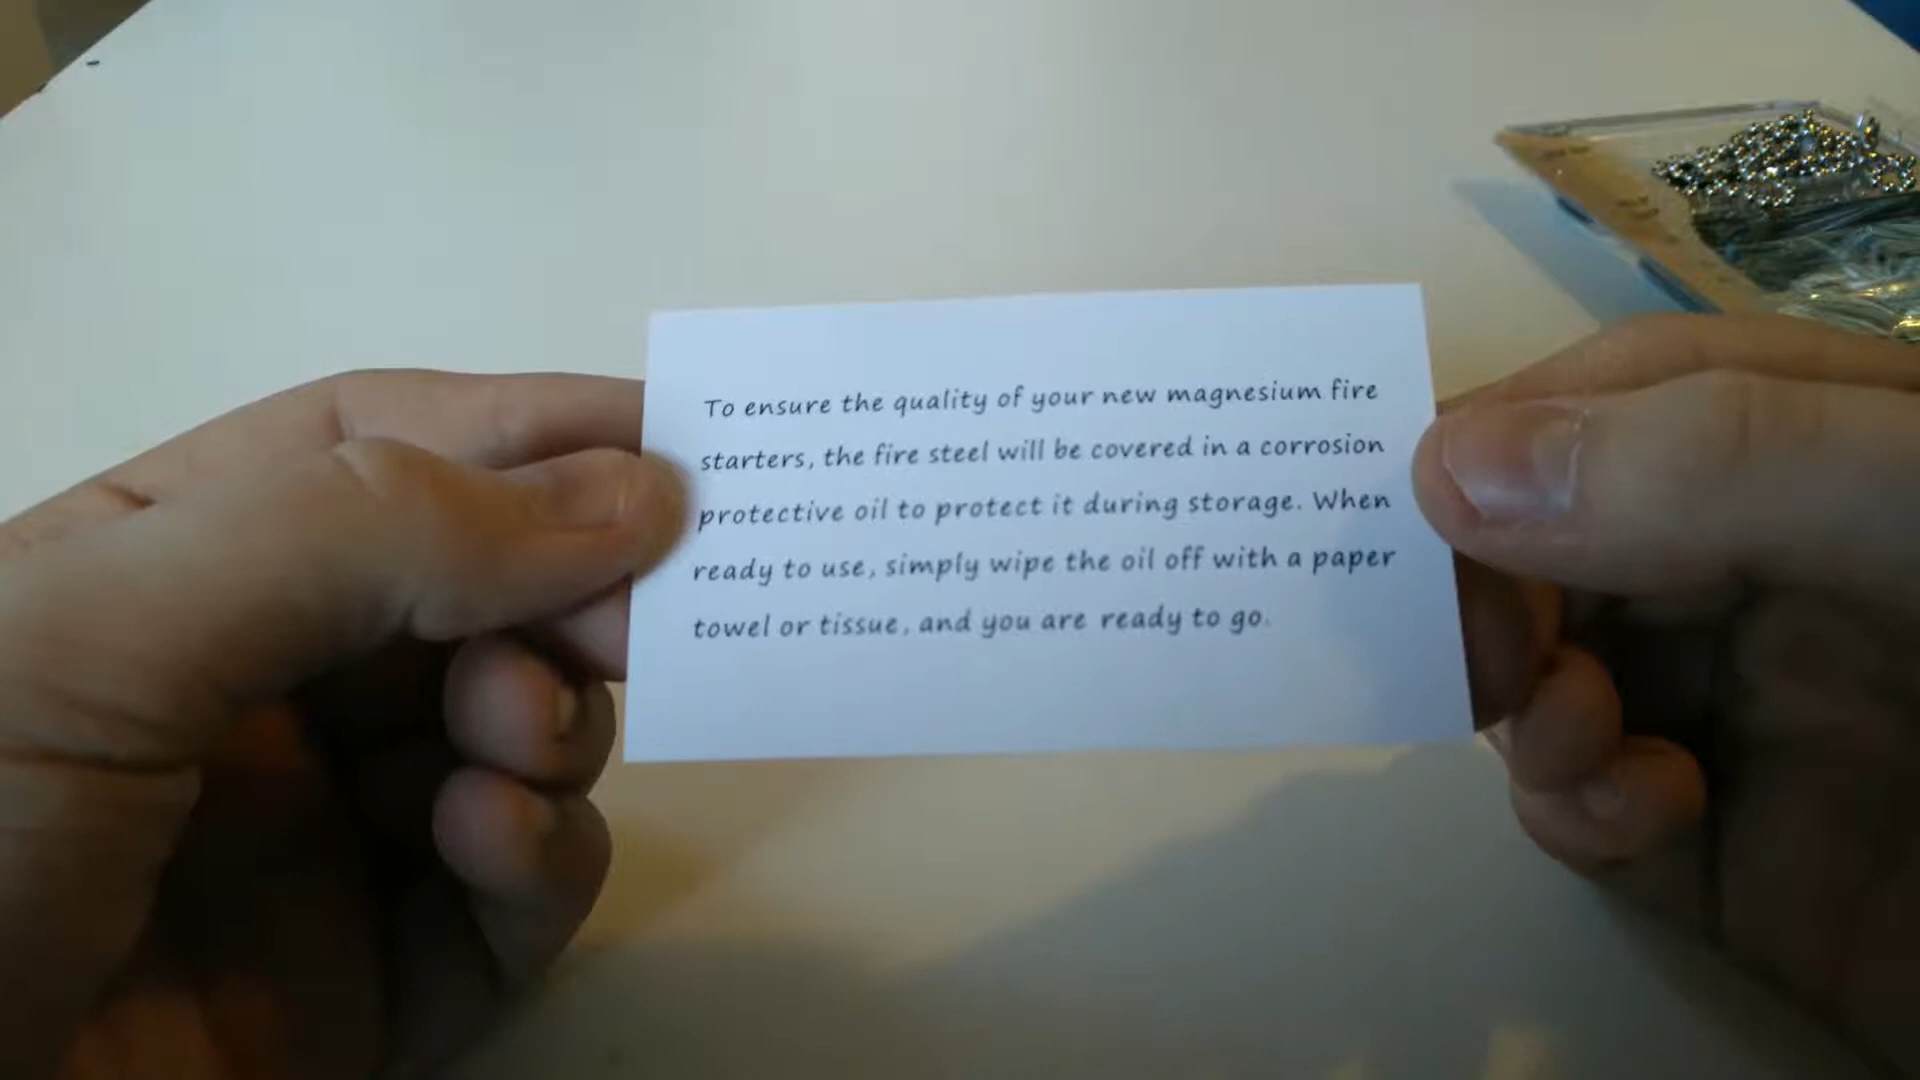 To ensure the quality of your new magnesium fire
starters, the fire steel will be covered in a corrosion
protective oil to protect it during storage. When
ready to use, simply wipe the oil off with a paper
towel or tissue, and you are ready to go.